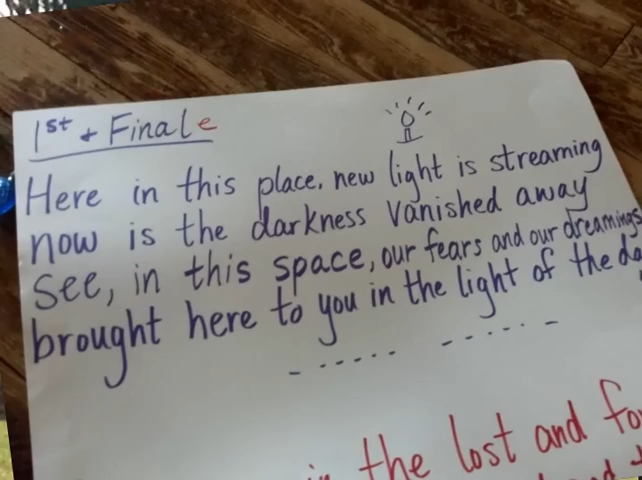 1st + Finale
Here in this place, new light is streaming
now is the darkness vanished away
see, in this space, our fears and our dreamings
brought here to you in the light of the
in the lost and